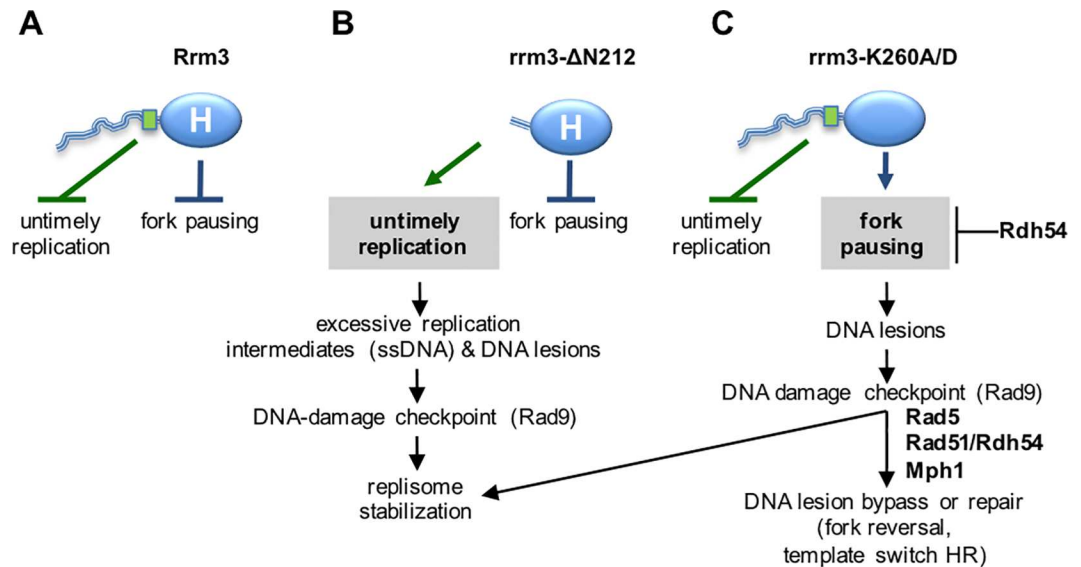 A
Rrm3
H
untimely
replication
fork pausing
B
rrm3-ΔN212
H
untimely
replication
fork pausing
excessive replication
intermediates (ssDNA) & DNA lesions
DNA-damage checkpoint (Rad9)
replisome
stabilization
C
rrm3-K260A/D
untimely
replication
fork
pausing
Rdh54
DNA lesions
DNA damage checkpoint (Rad9)
Rad5
Rad51/Rdh54
Mph1
DNA lesion bypass or repair
(fork reversal,
template switch HR)